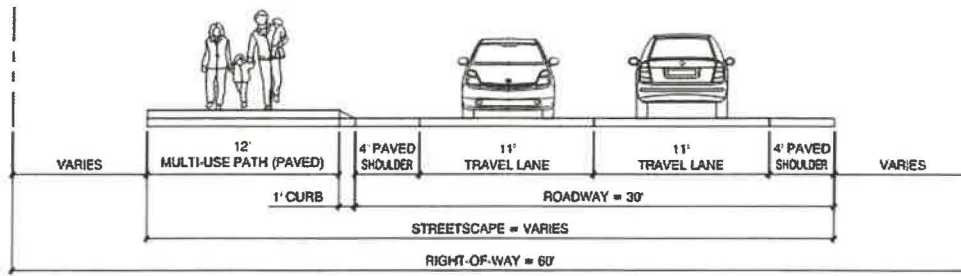 12'
MULTI-USE PATH (PAVED)
4' PAVED
SHOULDER
11'
TRAVEL LANE
11'
TRAVEL LANE
4' PAVED
SHOULDER
VARIES
VARIES
1' CURB
ROADWAY = 30'
STREETSCAPE = VARIES
RIGHT-OF-WAY = 60'